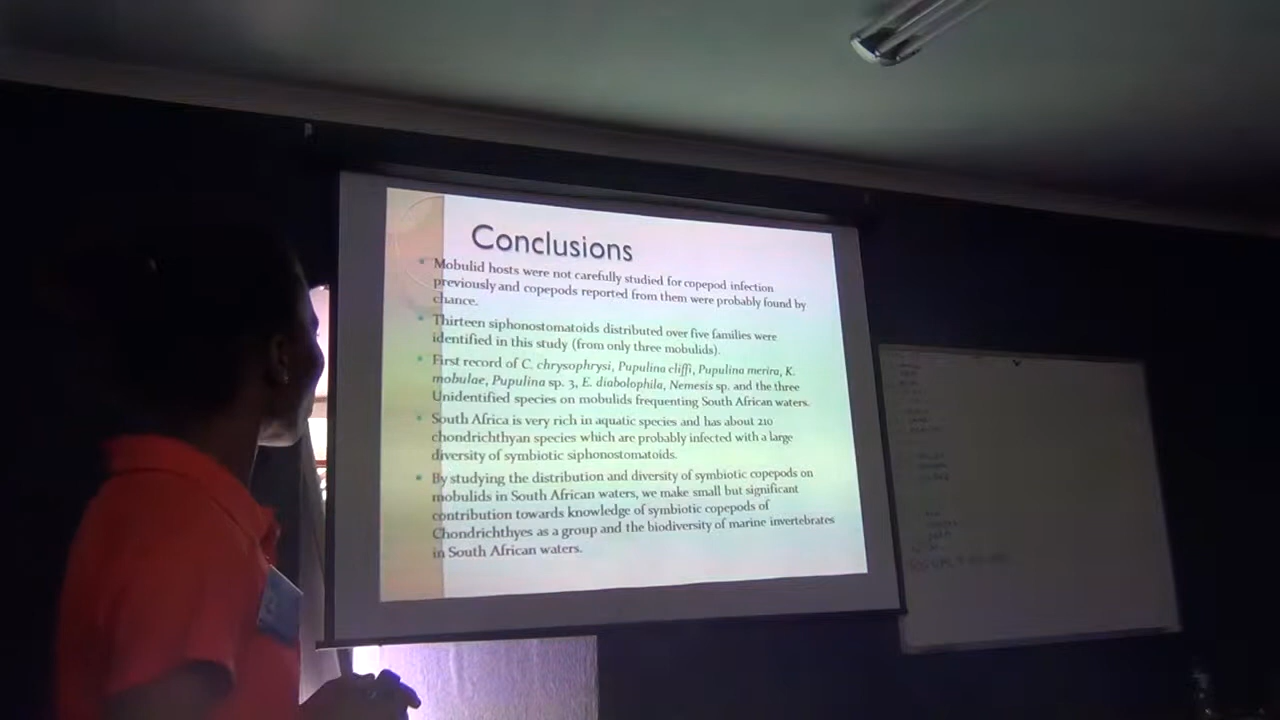 Conclusions
Mobulid hosts were not carefully studied for copepod infection
previously and copepods reported from them were probably found by
chance.
Thirteen siphonostomatoids distributed over five families were
identified in this study (from only three mobulids).
First record of C. chrysophrysi, Pupulina cliffi, Pupulina merira, K.
mobulae, Pupulina sp. 3, E. diabolophila, Nemesis sp. and the three
Unidentified species on mobulids frequenting South African waters.
South Africa is very rich in aquatic species and has about 210
chondrichthyan species which are probably infected with a large
diversity of symbiotic siphonostomatoids.
By studying the distribution and diversity of symbiotic copepods on
mobulids in South African waters, we make small but significant
contribution towards knowledge of symbiotic copepods of
Chondrichthyes as a group and the biodiversity of marine invertebrates
in South African waters.